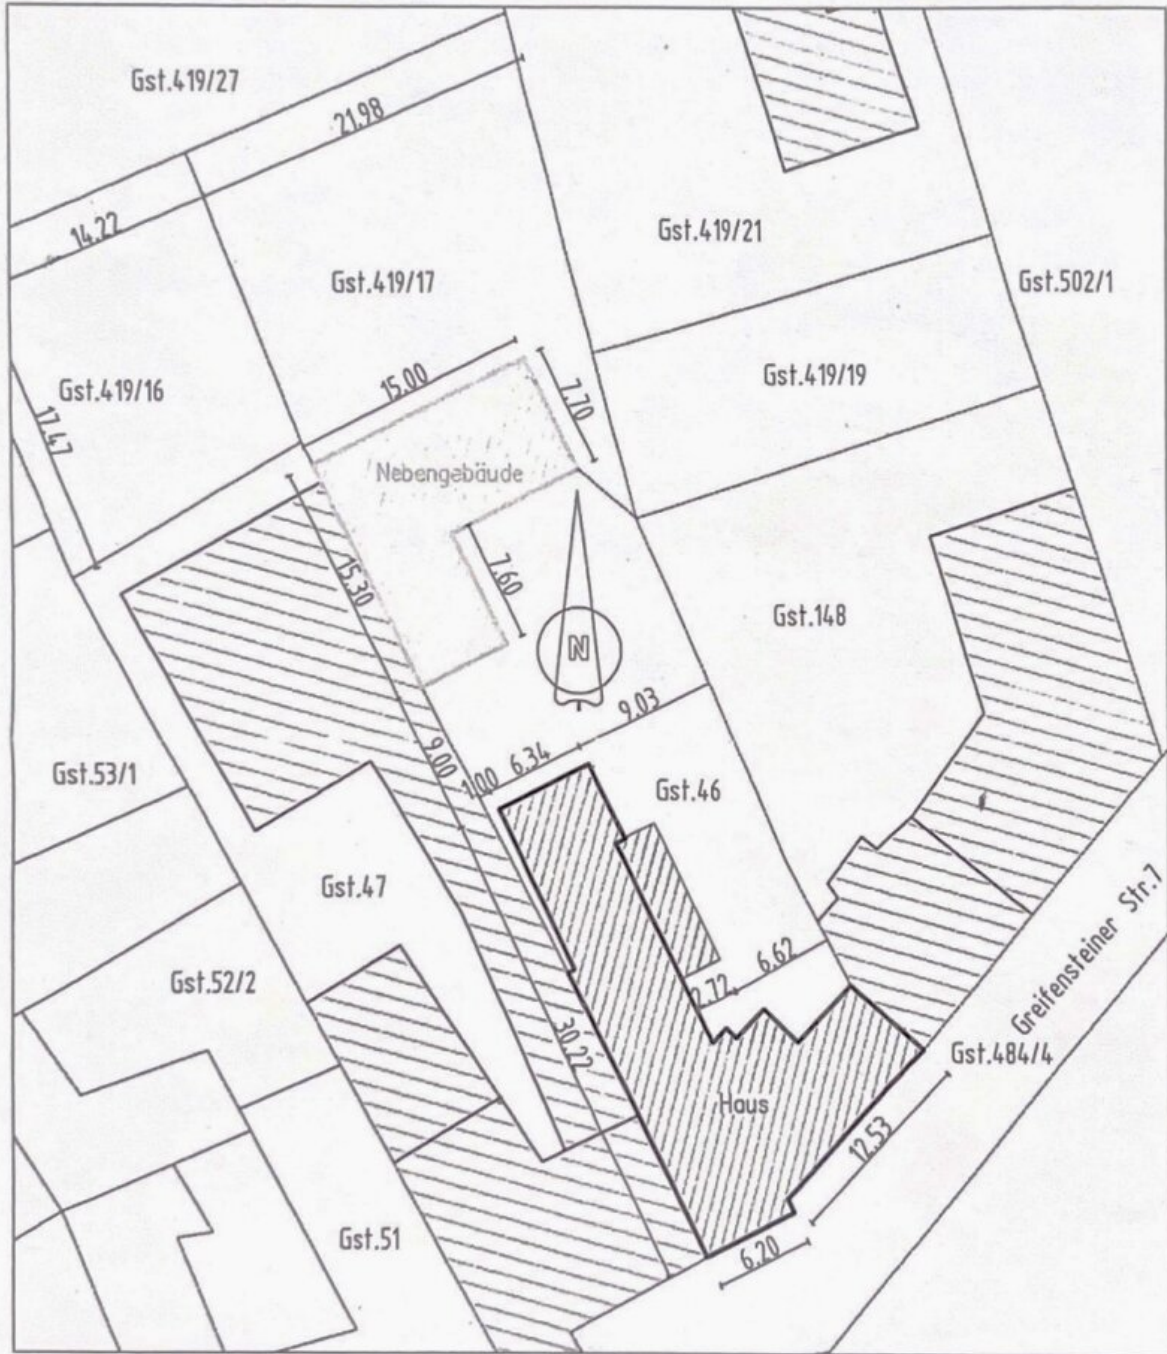 Gst.419/27
21.98
14.22
Gst.419/21
Gst.419/17
Gst.502/1
Gst.419/16
Gst.419/19
15.00
7.70
17.47
Nebengebäude
15.30
7.60
N
Gst.148
9.03
6.34
1.00
9.00
Gst.53/1
Gst.46
Gst.47
Gst.52/2
6.62
2.72
Greifensteiner Str.7
30.22
Gst.484/4
Haus
12.53
Gst.51
6.20